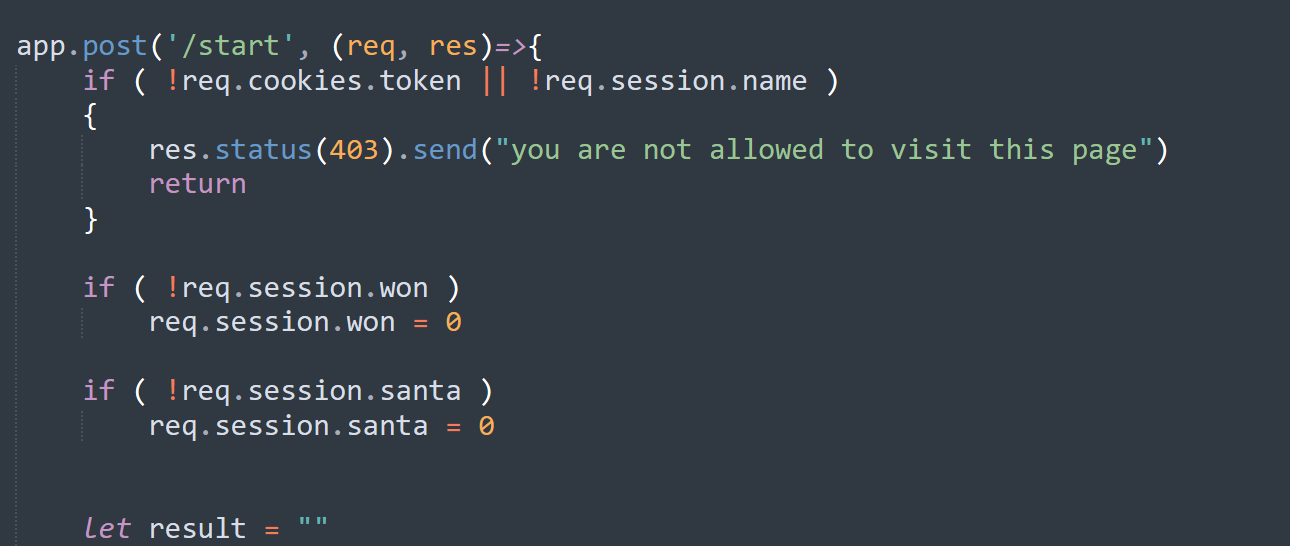 app.post('/start', (req, res)=>{
    if ( !req.cookies.token || !req.session.name )
    {
        res.status(403).send("you are not allowed to visit this page")
        return
    }

    if ( !req.session.won )
        req.session.won = 0

    if ( !req.session.santa )
        req.session.santa = 0


    let result = ""